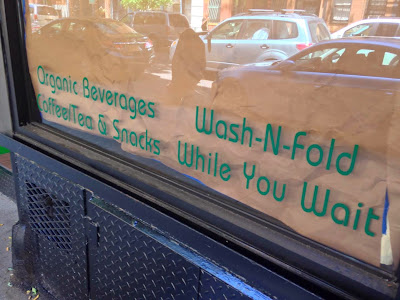 Organic Beverages
Coffee/Tea & Snacks
Wash-N-Fold
While You Wait